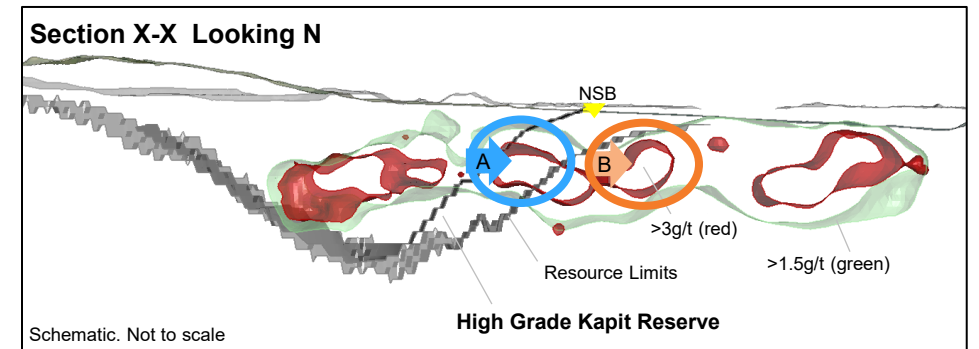 Section X-X  Looking N
NSB
A
B
>3g/t (red)
>1.5g/t (green)
Resource Limits
High Grade Kapit Reserve
Schematic. Not to scale